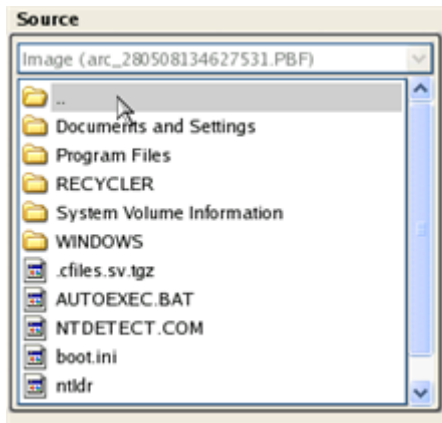 Source
Image (arc_280508134627531.PBF)
..
Documents and Settings
Program Files
RECYCLER
System Volume Information
WINDOWS
.cfiles.sv.tgz
AUTOEXEC.BAT
NTDETECT.COM
boot.ini
ntldr